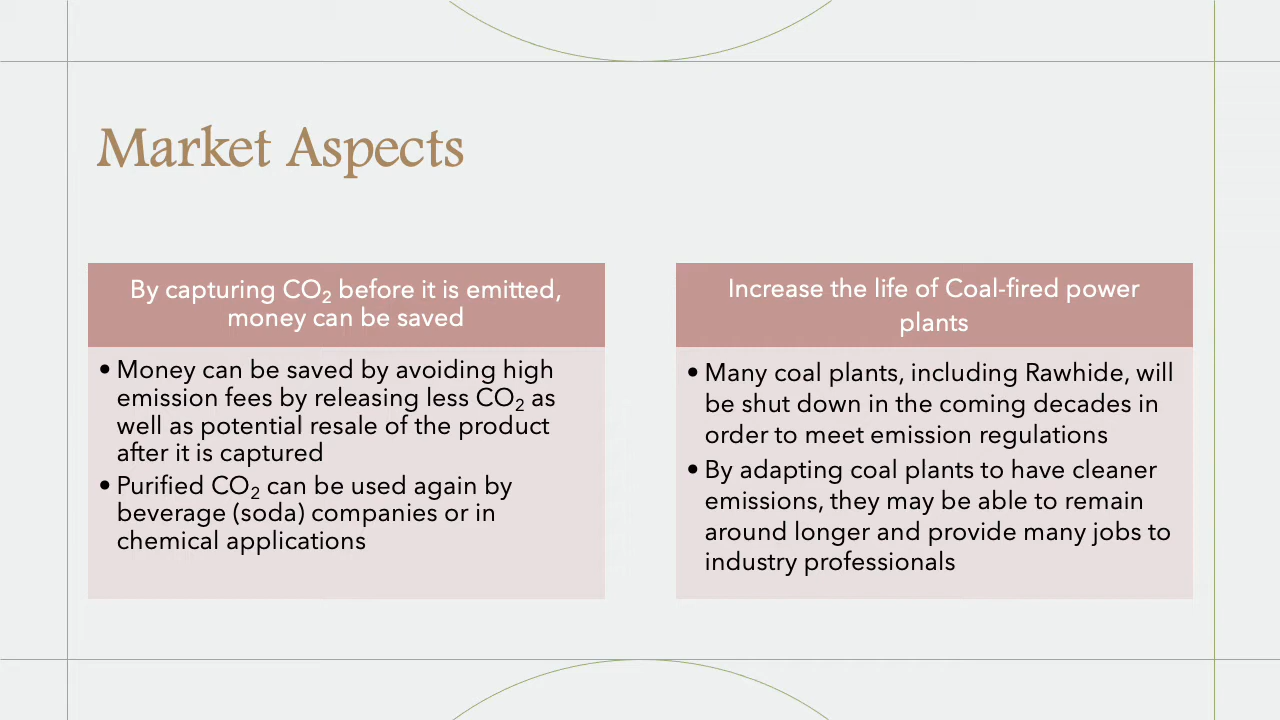 Market Aspects
By capturing CO₂ before it is emitted,
money can be saved
• Money can be saved by avoiding high
emission fees by releasing less CO₂ as
well as potential resale of the product
after it is captured
• Purified CO₂ can be used again by
beverage (soda) companies or in
chemical applications
Increase the life of Coal-fired power
plants
• Many coal plants, including Rawhide, will
be shut down in the coming decades in
order to meet emission regulations
• By adapting coal plants to have cleaner
emissions, they may be able to remain
around longer and provide many jobs to
industry professionals